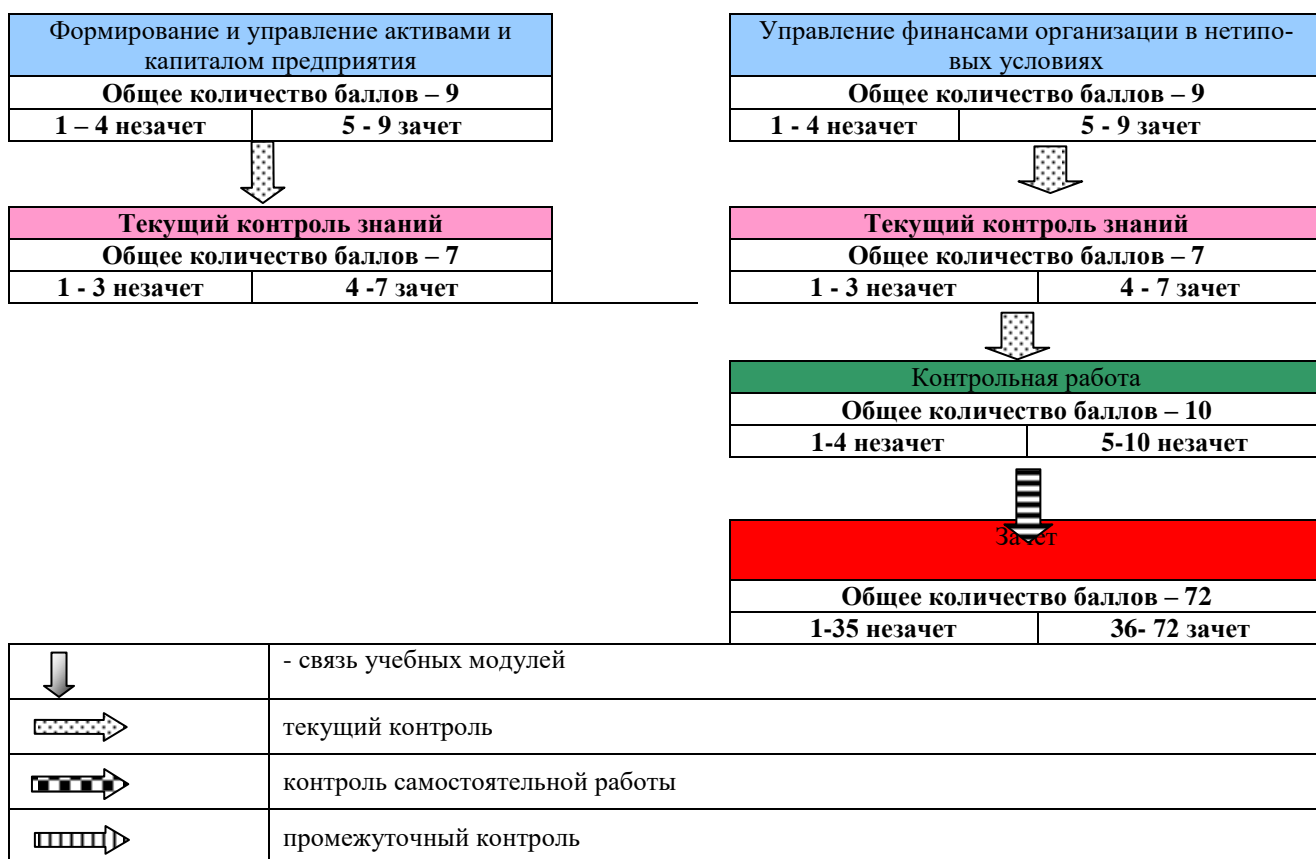 Формирование и управление активами и
капиталом предприятия
Общее количество баллов – 9
1 – 4 незачет 5 - 9 зачет
Текущий контроль знаний
Общее количество баллов – 7
1 - 3 незачет 4 -7 зачет
Управление финансами организации в нетипо-
вых условиях
Общее количество баллов – 9
1 - 4 незачет 5 - 9 зачет
Текущий контроль знаний
Общее количество баллов – 7
1 - 3 незачет 4 - 7 зачет
Контрольная работа
Общее количество баллов – 10
1-4 незачет 5-10 незачет
Зачет
Общее количество баллов – 72
1-35 незачет 36- 72 зачет
- связь учебных модулей
текущий контроль
контроль самостоятельной работы
промежуточный контроль